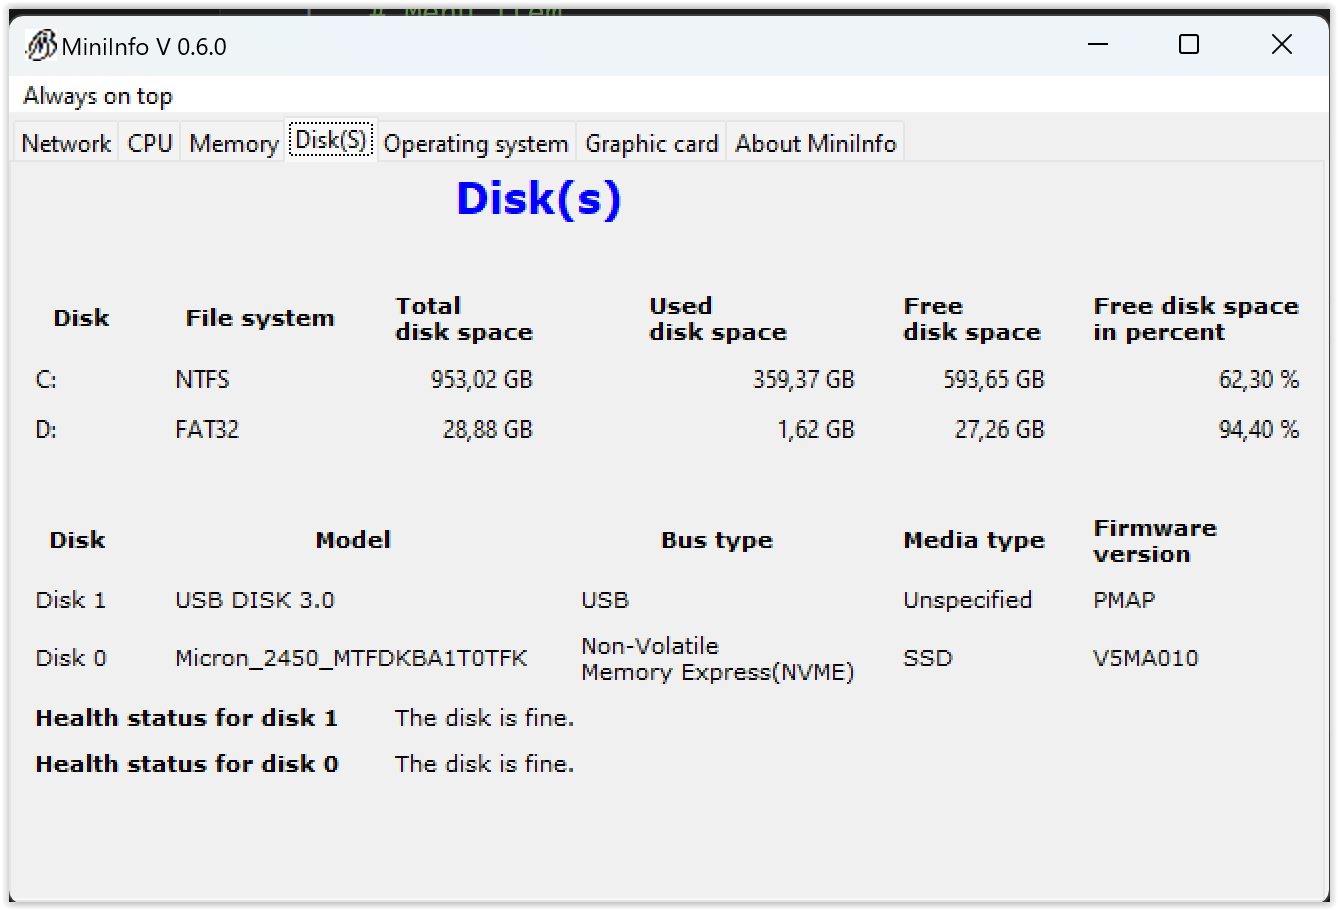 # Menu item
MiniInfo V 0.6.0
Always on top
Network CPU Memory Disk(S) Operating system Graphic card About MiniInfo
Disk(s)
Disk File system Total disk space Used disk space Free disk space Free disk space in percent
C: NTFS 953,02 GB 359,37 GB 593,65 GB 62,30 %
D: FAT32 28,88 GB 1,62 GB 27,26 GB 94,40 %
Disk Model Bus type Media type Firmware version
Disk 1 USB DISK 3.0 USB Unspecified PMAP
Disk 0 Micron_2450_MTFDKBA1T0TFK Non-Volatile Memory Express(NVME) SSD V5MA010
Health status for disk 1 The disk is fine.
Health status for disk 0 The disk is fine.